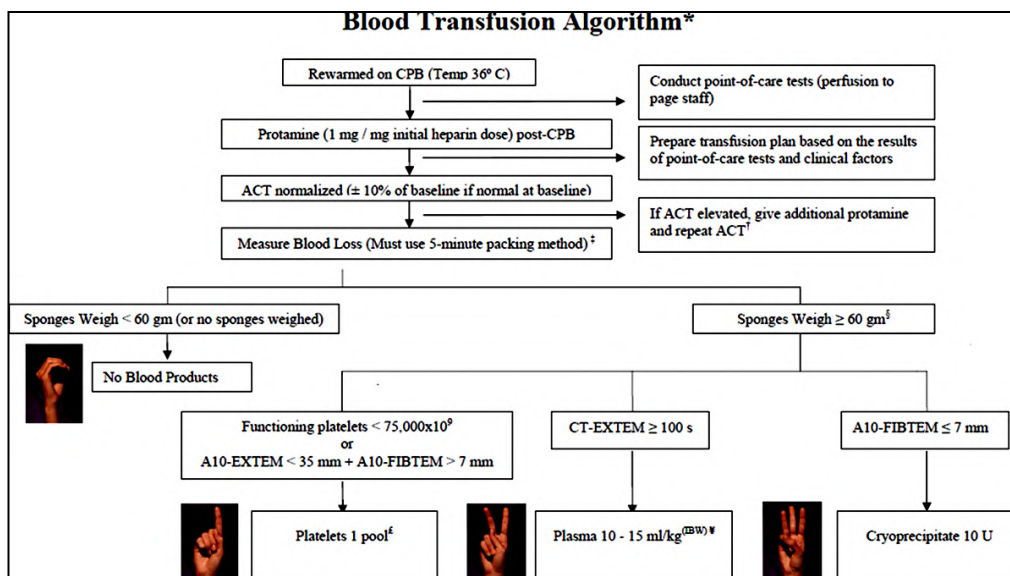 Blood Transfusion Algorithm*
Rewarmed on CPB (Temp 36º C)
Conduct point-of-care tests (perfusion to
page staff)
Protamine (1 mg / mg initial heparin dose) post-CPB
Prepare transfusion plan based on the results
of point-of-care tests and clinical factors
ACT normalized (± 10% of baseline if normal at baseline)
If ACT elevated, give additional protamine
and repeat ACT†
Measure Blood Loss (Must use 5-minute packing method) ‡
Sponges Weigh < 60 gm (or no sponges weighed)
Sponges Weigh ≥ 60 gm§
No Blood Products
Functioning platelets < 75,000x10⁹
or
A10-EXTEM < 35 mm + A10-FIBTEM > 7 mm
CT-EXTEM ≥ 100 s
A10-FIBTEM ≤ 7 mm
Platelets 1 pool£
Plasma 10 - 15 ml/kg(IBW) ¥
Cryoprecipitate 10 U